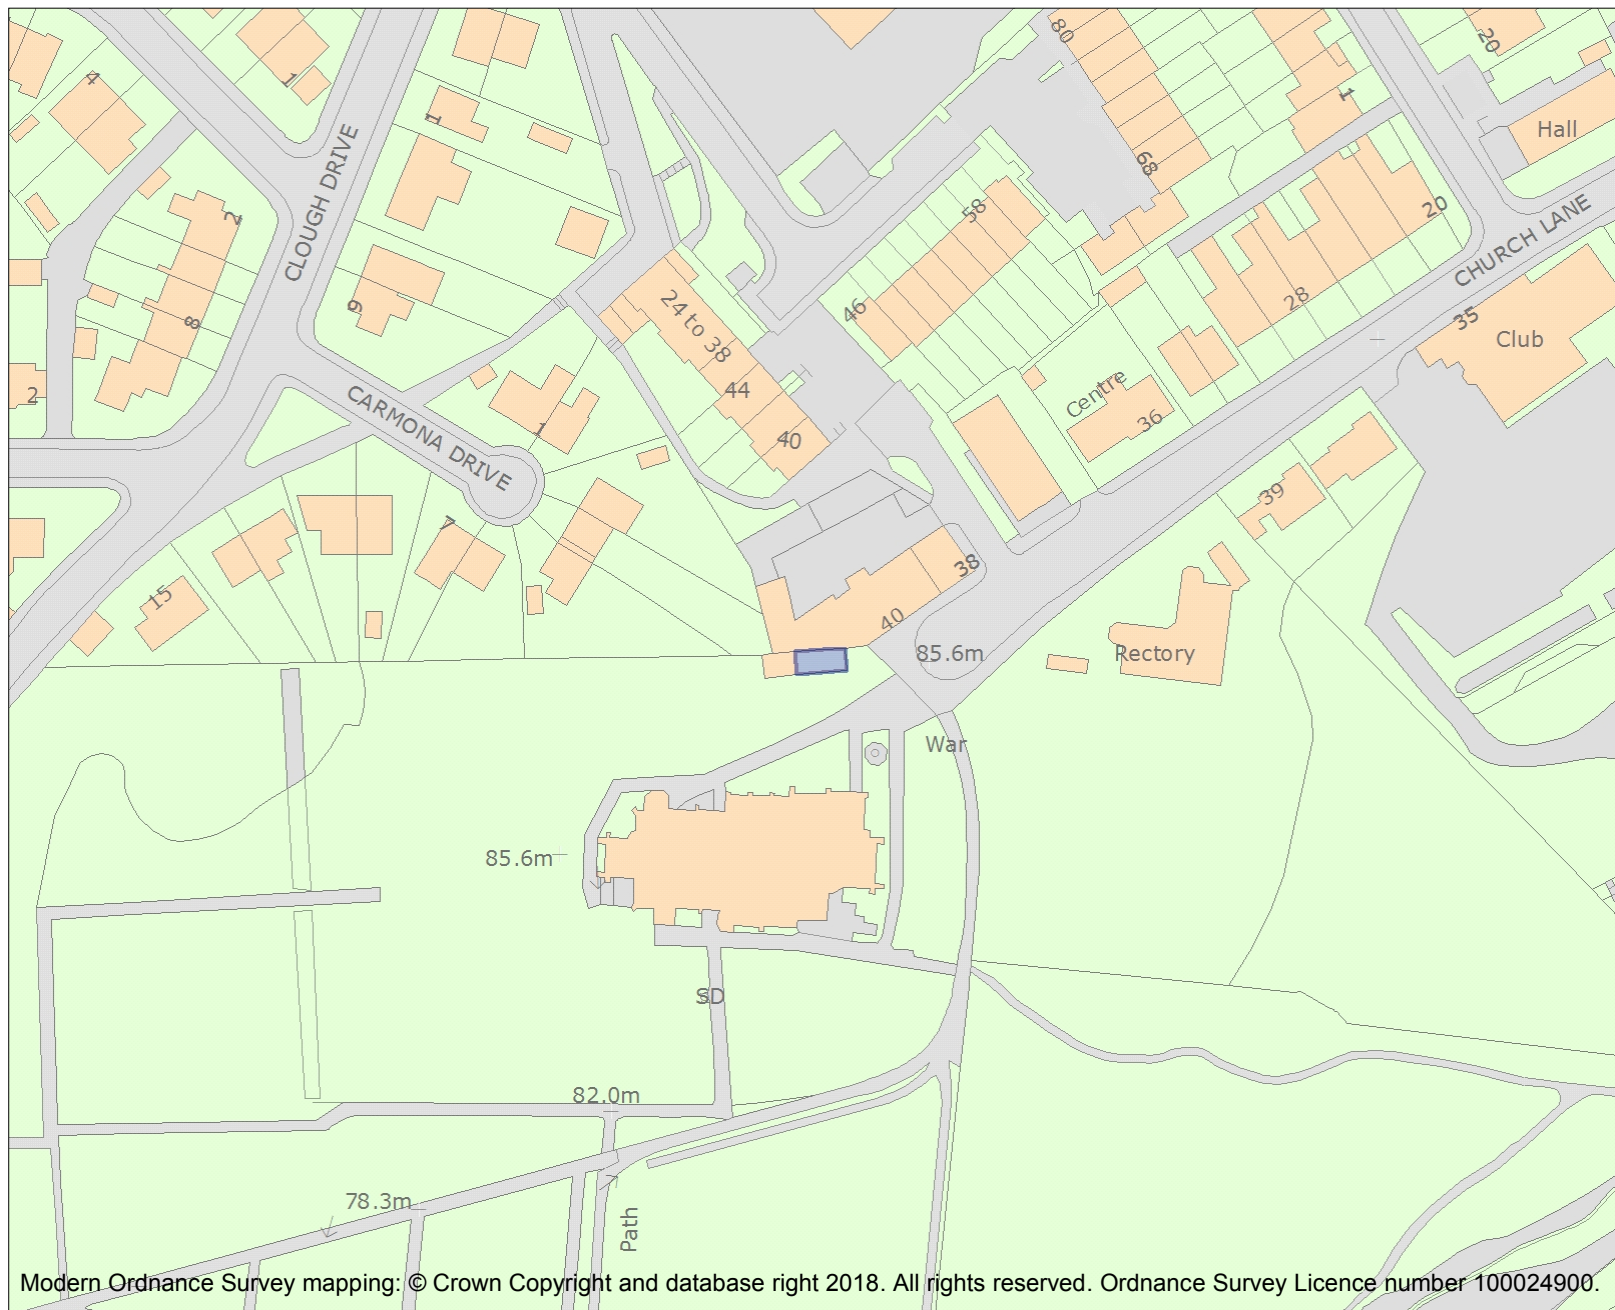 80
20
4
1
1
1
Hall
68
CLOUGH DRIVE
2
58
20
CHURCH LANE
9
46
28
24 to 38
8
35
Club
Centre
44
2
CARMONA DRIVE
1
40
36
39
7
38
15
40
85.6m
Rectory
War
85.6m
SD
82.0m
78.3m
Path
Modern Ordnance Survey mapping: © Crown Copyright and database right 2018. All rights reserved. Ordnance Survey Licence number 100024900.